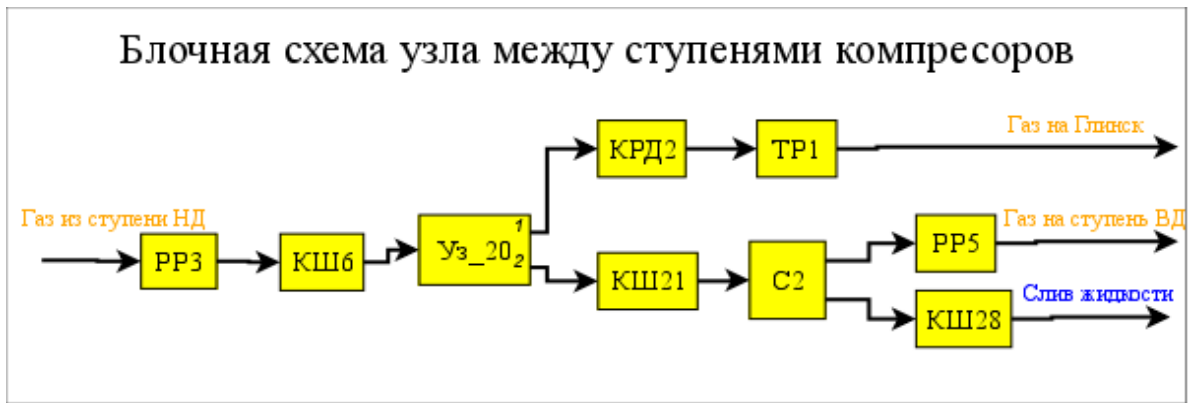 Блочная схема узла между ступенями компресоров
Газ на Глинск
КРД2
ТР1
Газ из ступени НД
Газ на ступень ВД
РР3
КШ6
Уз_20
1
2
КШ21
С2
РР5
Слив жидкости
КШ28